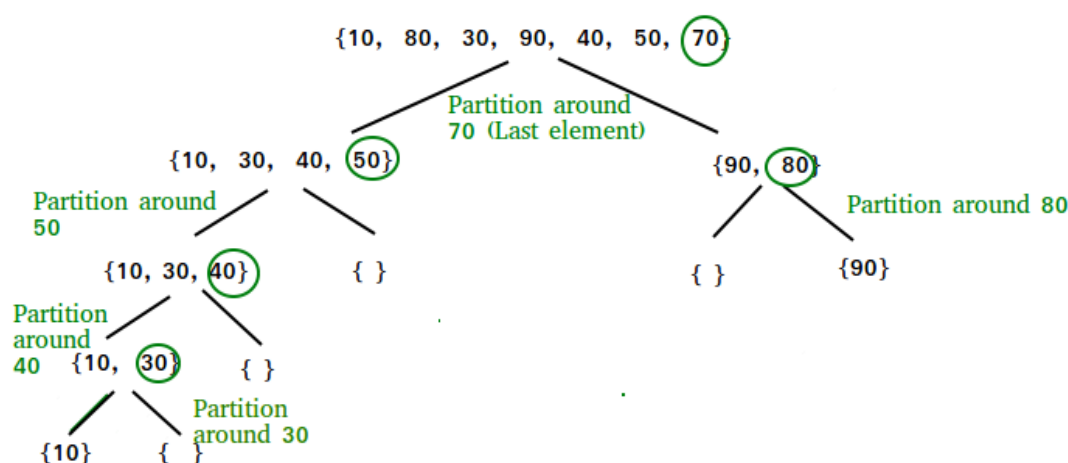 {10, 80, 30, 90, 40, 50, 70}
Partition around
70 (Last element)
{10, 30, 40, 50}
{90, 80}
Partition around
50
Partition around 80
{10, 30, 40}
{ }
{ }
{90}
Partition
around
40
{10, 30}
{ }
Partition
around 30
{10}
{ }